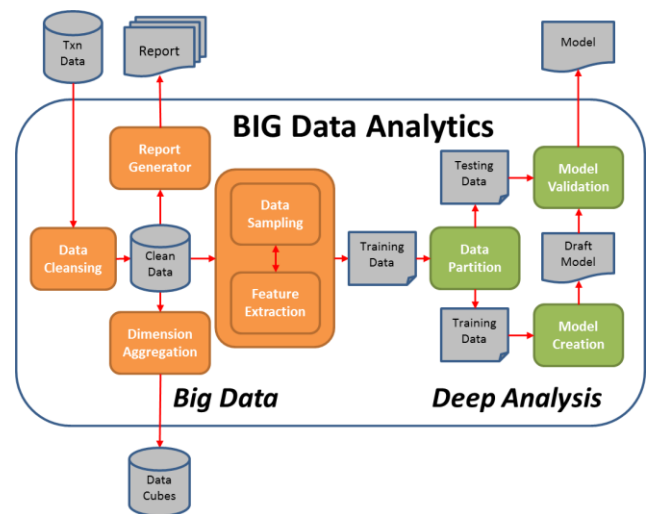 Txn
Data
Report
Model
BIG Data Analytics
Report
Generator
Testing
Data
Model
Validation
Data
Sampling
Data
Cleansing
Clean
Data
Training
Data
Data
Partition
Draft
Model
Feature
Extraction
Dimension
Aggregation
Training
Data
Model
Creation
Big Data
Deep Analysis
Data
Cubes